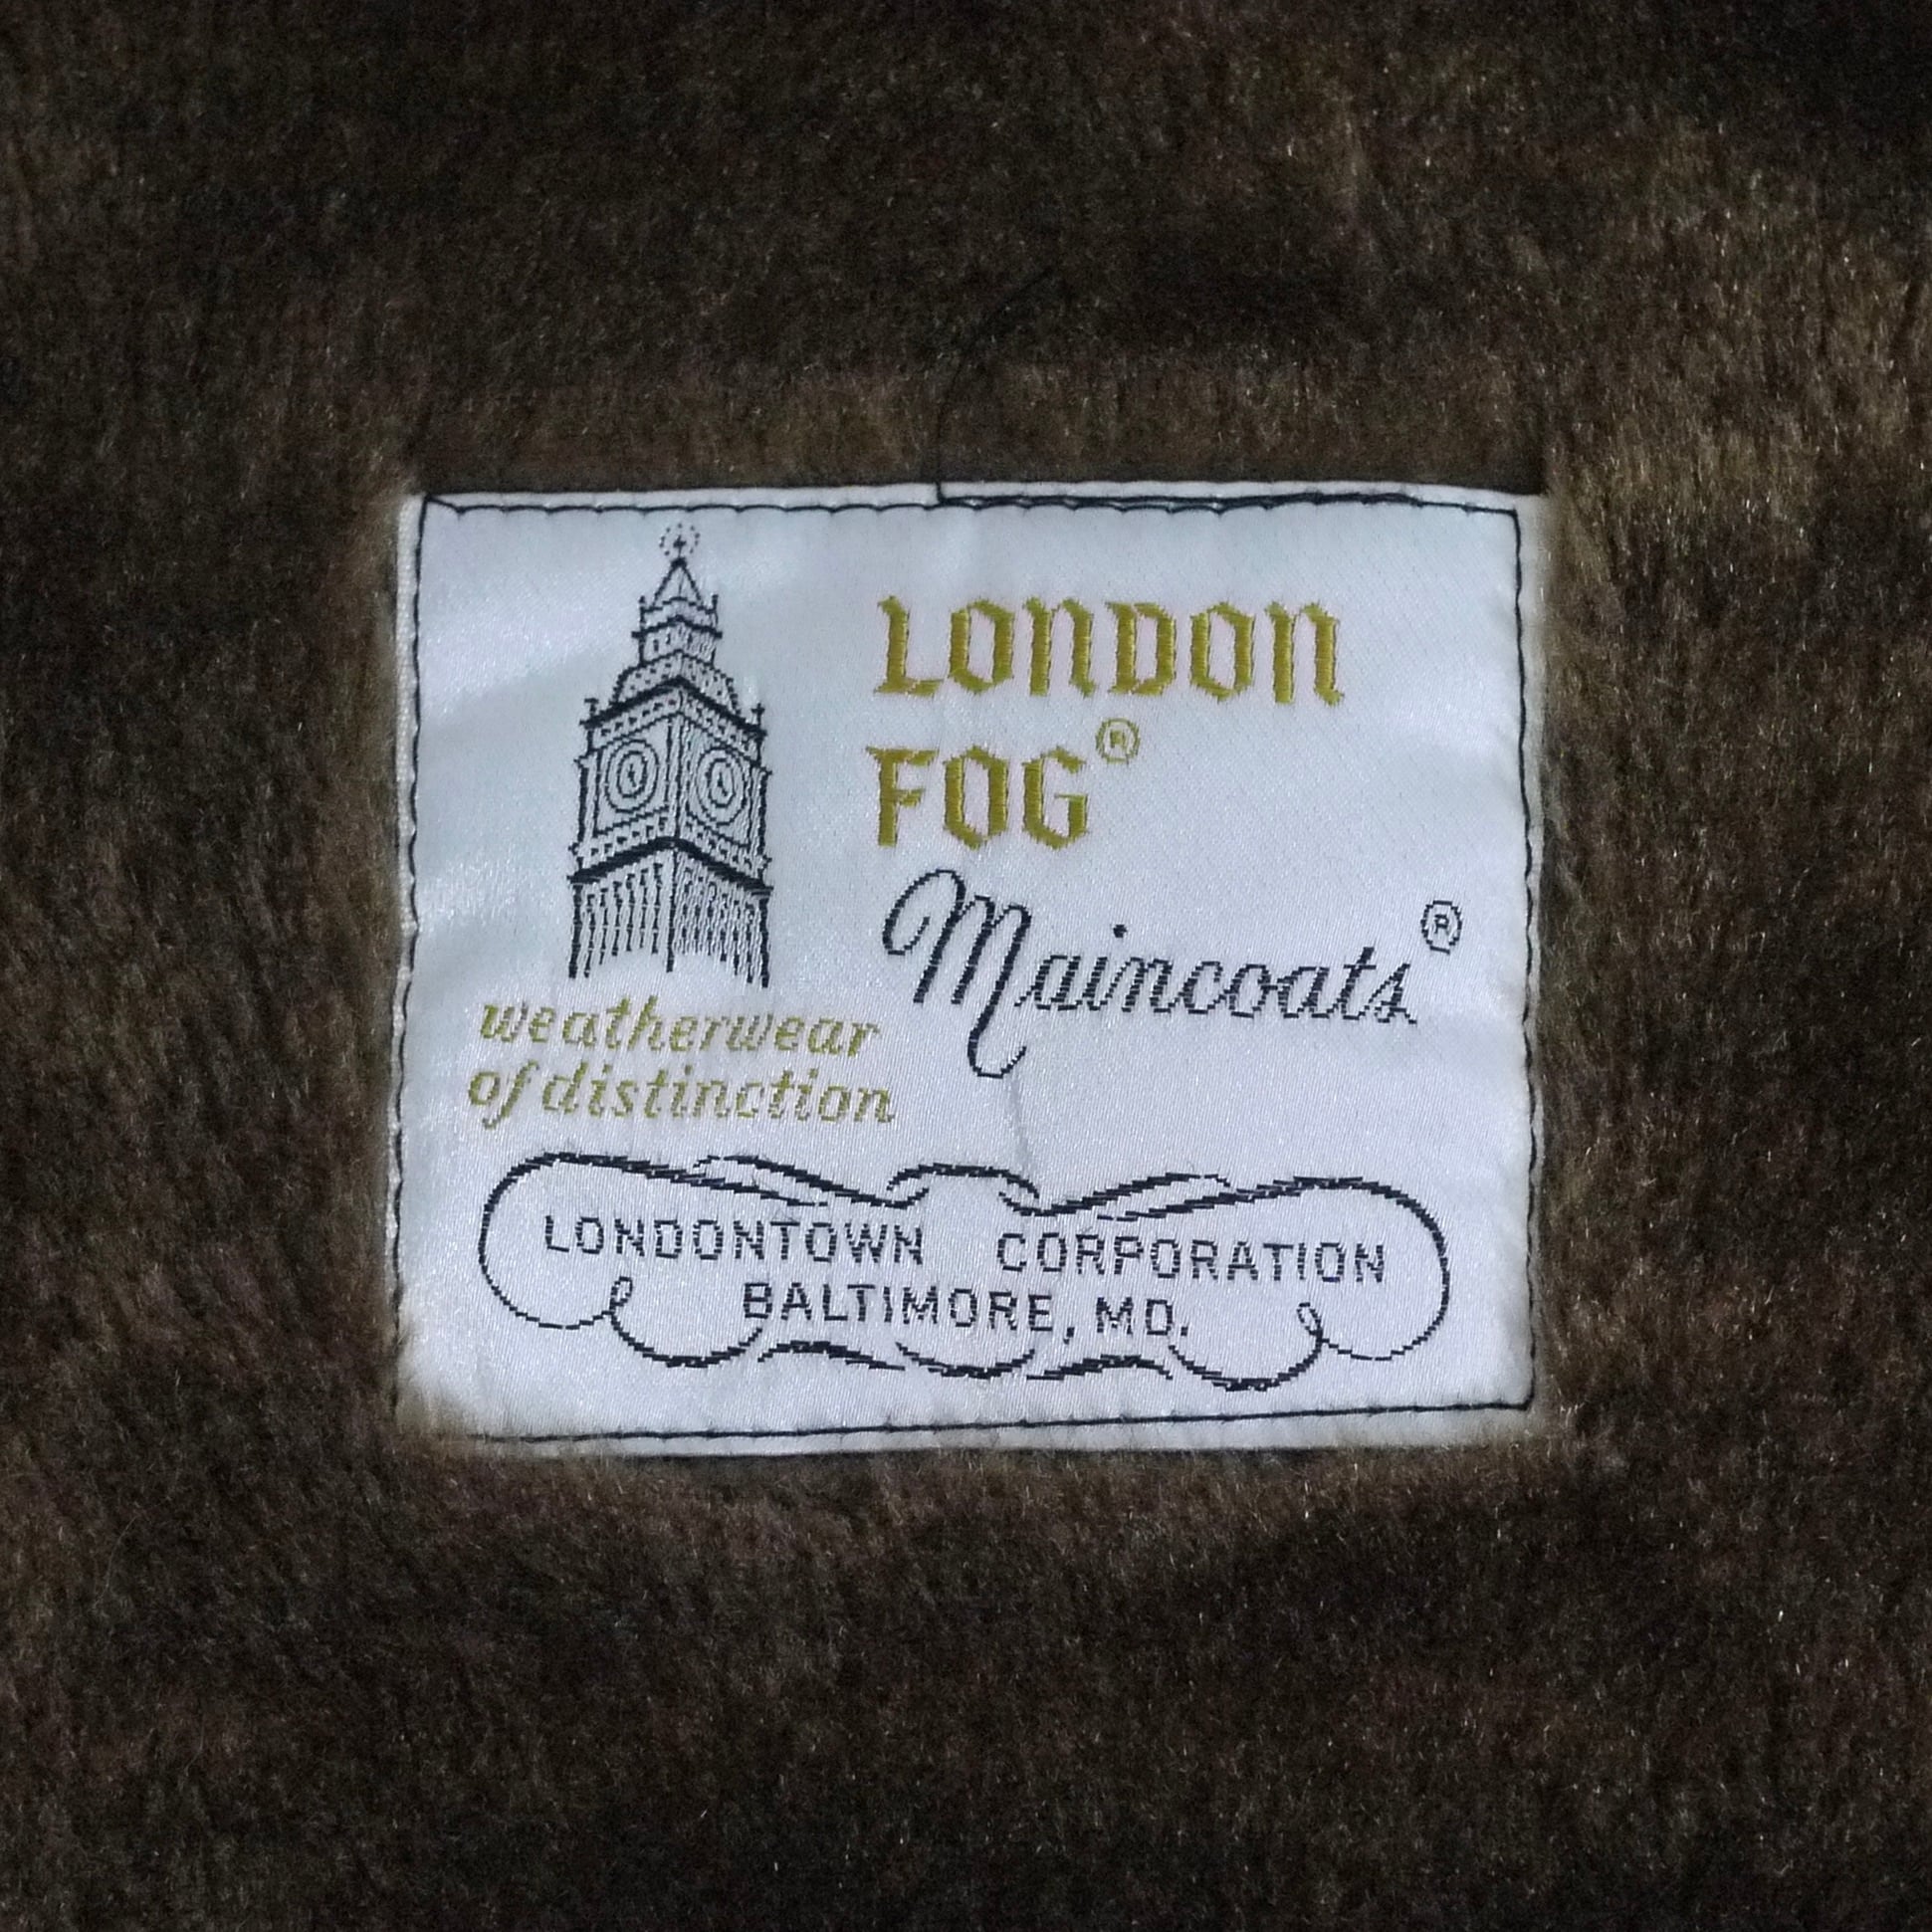 LONDON
FOG®
Maincoats®
weatherwear
of distinction
LONDONTOWN CORPORATION
BALTIMORE, MD.